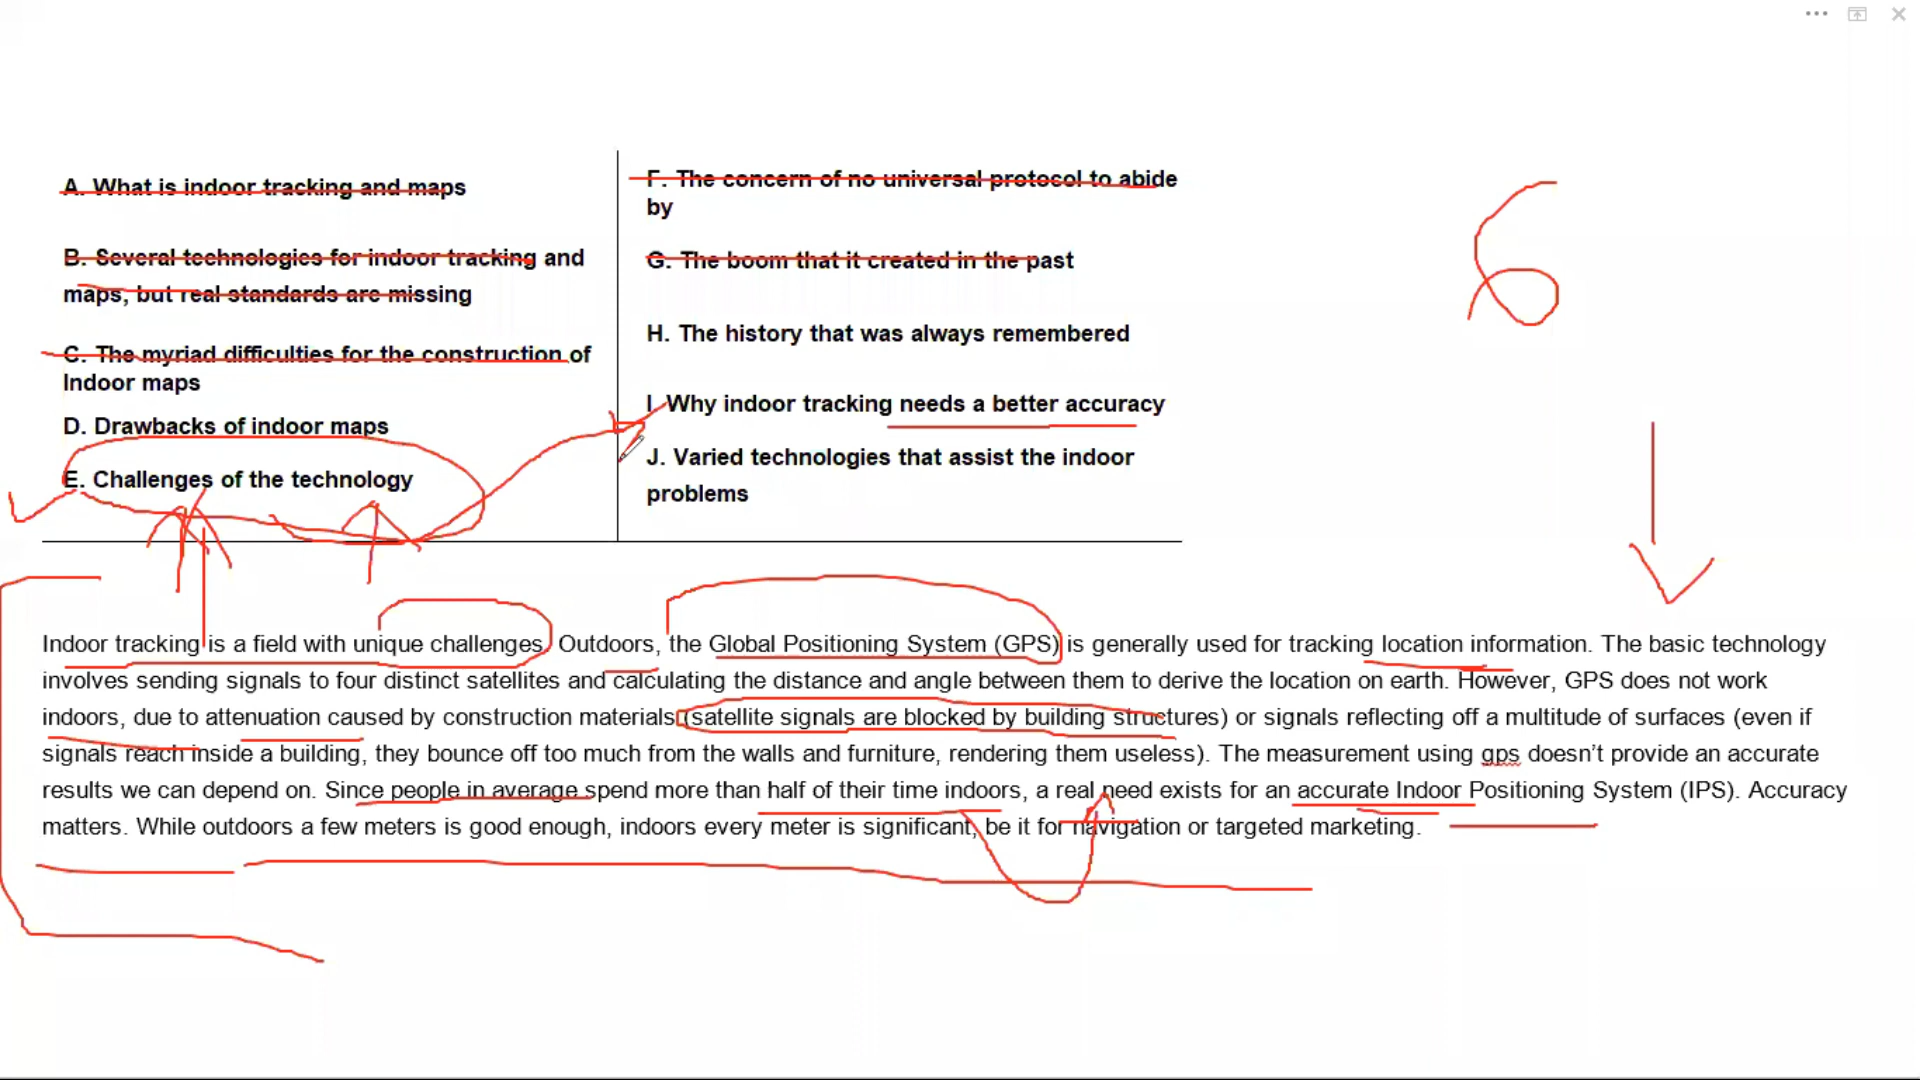 A. What is indoor tracking and maps
B. Several technologies for indoor tracking and
maps, but real standards are missing
C. The myriad difficulties for the construction of
Indoor maps
D. Drawbacks of indoor maps
E. Challenges of the technology
F. The concern of no universal protocol to abide
by
G. The boom that it created in the past
H. The history that was always remembered
I. Why indoor tracking needs a better accuracy
J. Varied technologies that assist the indoor
problems
6
Indoor tracking is a field with unique challenges. Outdoors, the Global Positioning System (GPS) is generally used for tracking location information. The basic technology
involves sending signals to four distinct satellites and calculating the distance and angle between them to derive the location on earth. However, GPS does not work
indoors, due to attenuation caused by construction materials (satellite signals are blocked by building structures) or signals reflecting off a multitude of surfaces (even if
signals reach inside a building, they bounce off too much from the walls and furniture, rendering them useless). The measurement using gps doesn’t provide an accurate
results we can depend on. Since people in average spend more than half of their time indoors, a real need exists for an accurate Indoor Positioning System (IPS). Accuracy
matters. While outdoors a few meters is good enough, indoors every meter is significant, be it for navigation or targeted marketing.